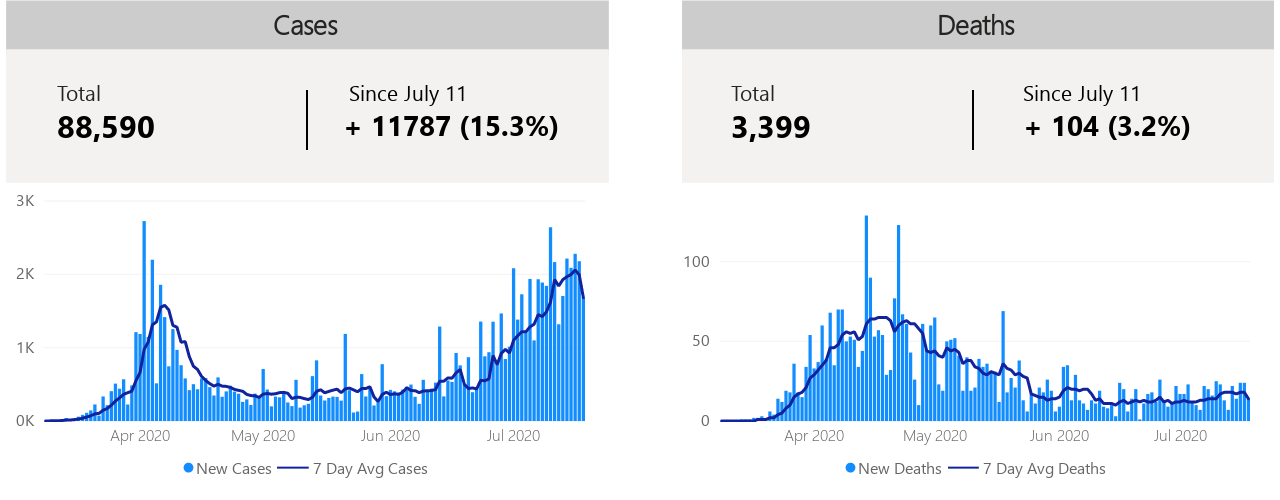 Cases
Total
88,590
Since July 11
+ 11787 (15.3%)
3K
2K
1K
0K
Apr 2020
May 2020
Jun 2020
Jul 2020
New Cases
7 Day Avg Cases
Deaths
Total
3,399
Since July 11
+ 104 (3.2%)
100
50
0
Apr 2020
May 2020
Jun 2020
Jul 2020
New Deaths
7 Day Avg Deaths